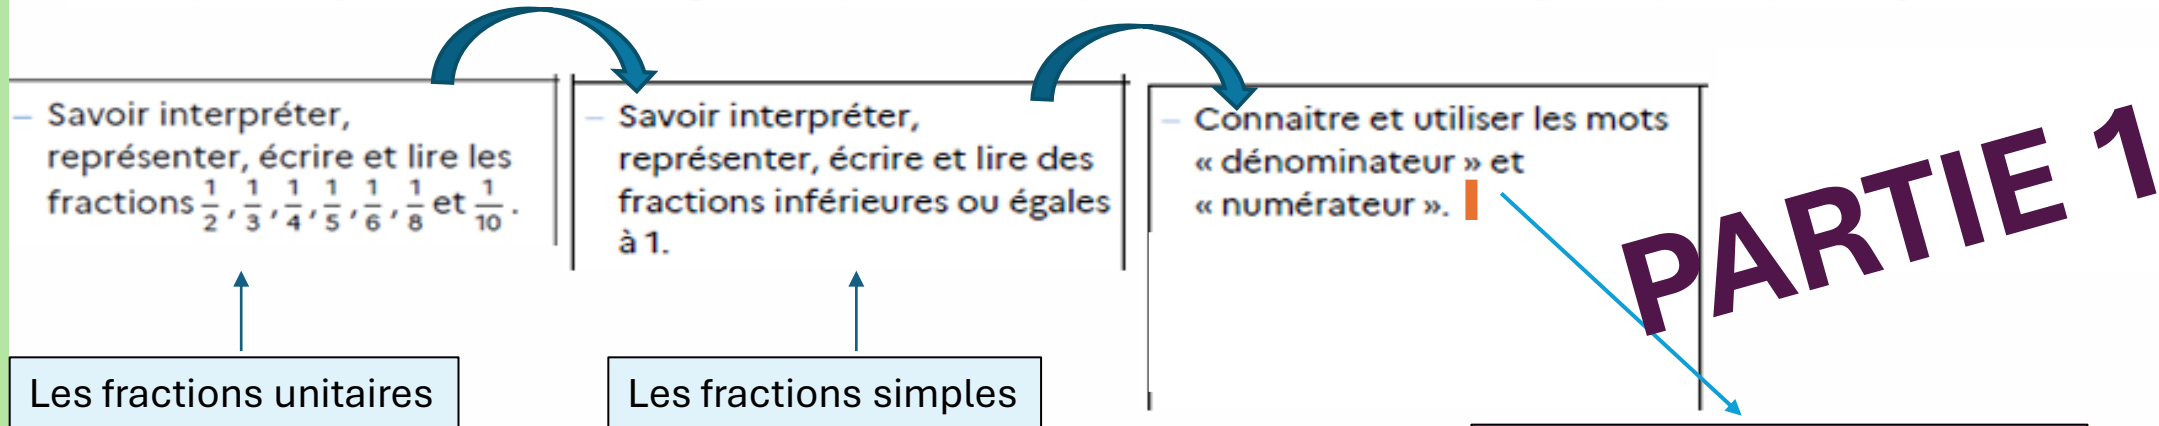 – Savoir interpréter,
représenter, écrire et lire les
fractions 1/2, 1/3, 1/4, 1/5, 1/6, 1/8 et 1/10.
– Savoir interpréter,
représenter, écrire et lire des
fractions inférieures ou égales
à 1.
– Connaitre et utiliser les mots
« dénominateur » et
« numérateur ».
PARTIE 1
Les fractions unitaires
Les fractions simples